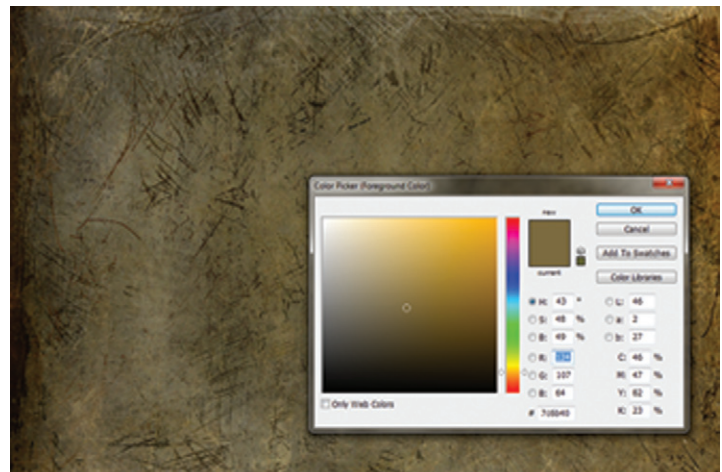 Color Picker (Foreground Color)
new
current
OK
Cancel
Add To Swatches
Color Libraries
H: 43 °
S: 48 %
B: 49 %
R: 124
G: 107
B: 64
# 7c6b40
L: 46
a: 2
b: 27
C: 46 %
M: 47 %
Y: 82 %
K: 23 %
Only Web Colors